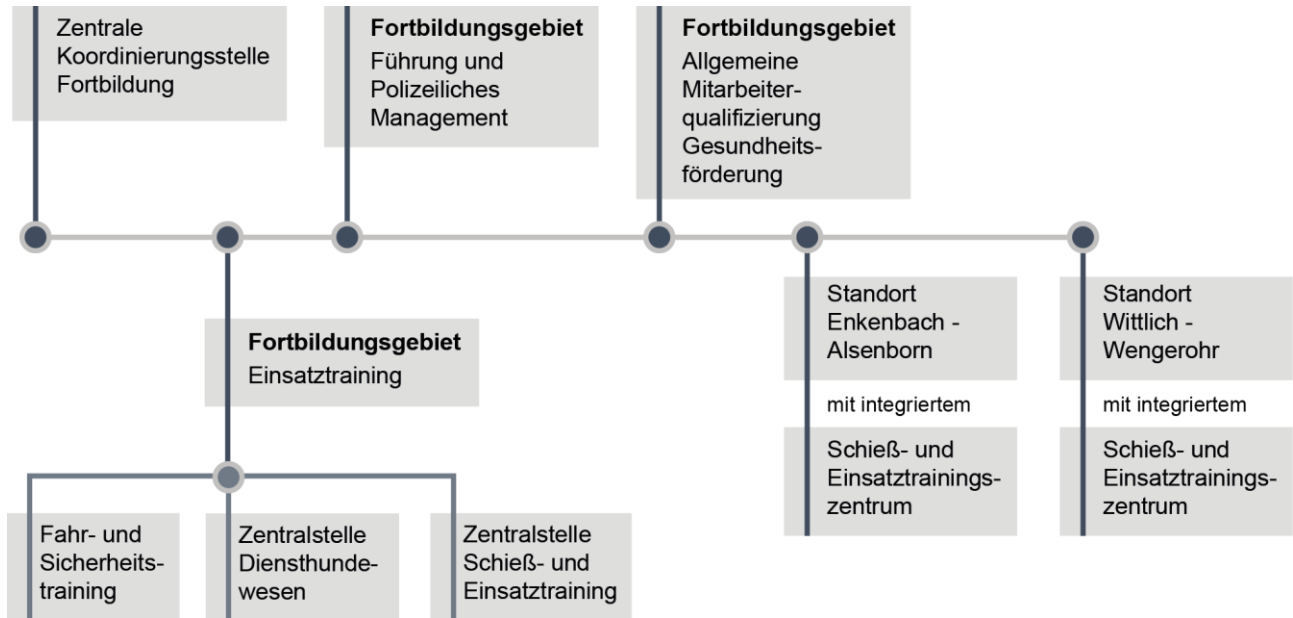 Zentrale
Koordinierungsstelle
Fortbildung
Fortbildungsgebiet
Führung und
Polizeiliches
Management
Fortbildungsgebiet
Allgemeine
Mitarbeiter-
qualifizierung
Gesundheits-
förderung
Fortbildungsgebiet
Einsatztraining
Fahr- und
Sicherheits-
training
Zentralstelle
Diensthunde-
wesen
Zentralstelle
Schieß- und
Einsatztraining
Standort
Enkenbach -
Alsenborn
mit integriertem
Schieß- und
Einsatztrainings-
zentrum
Standort
Wittlich -
Wengerohr
mit integriertem
Schieß- und
Einsatztrainings-
zentrum